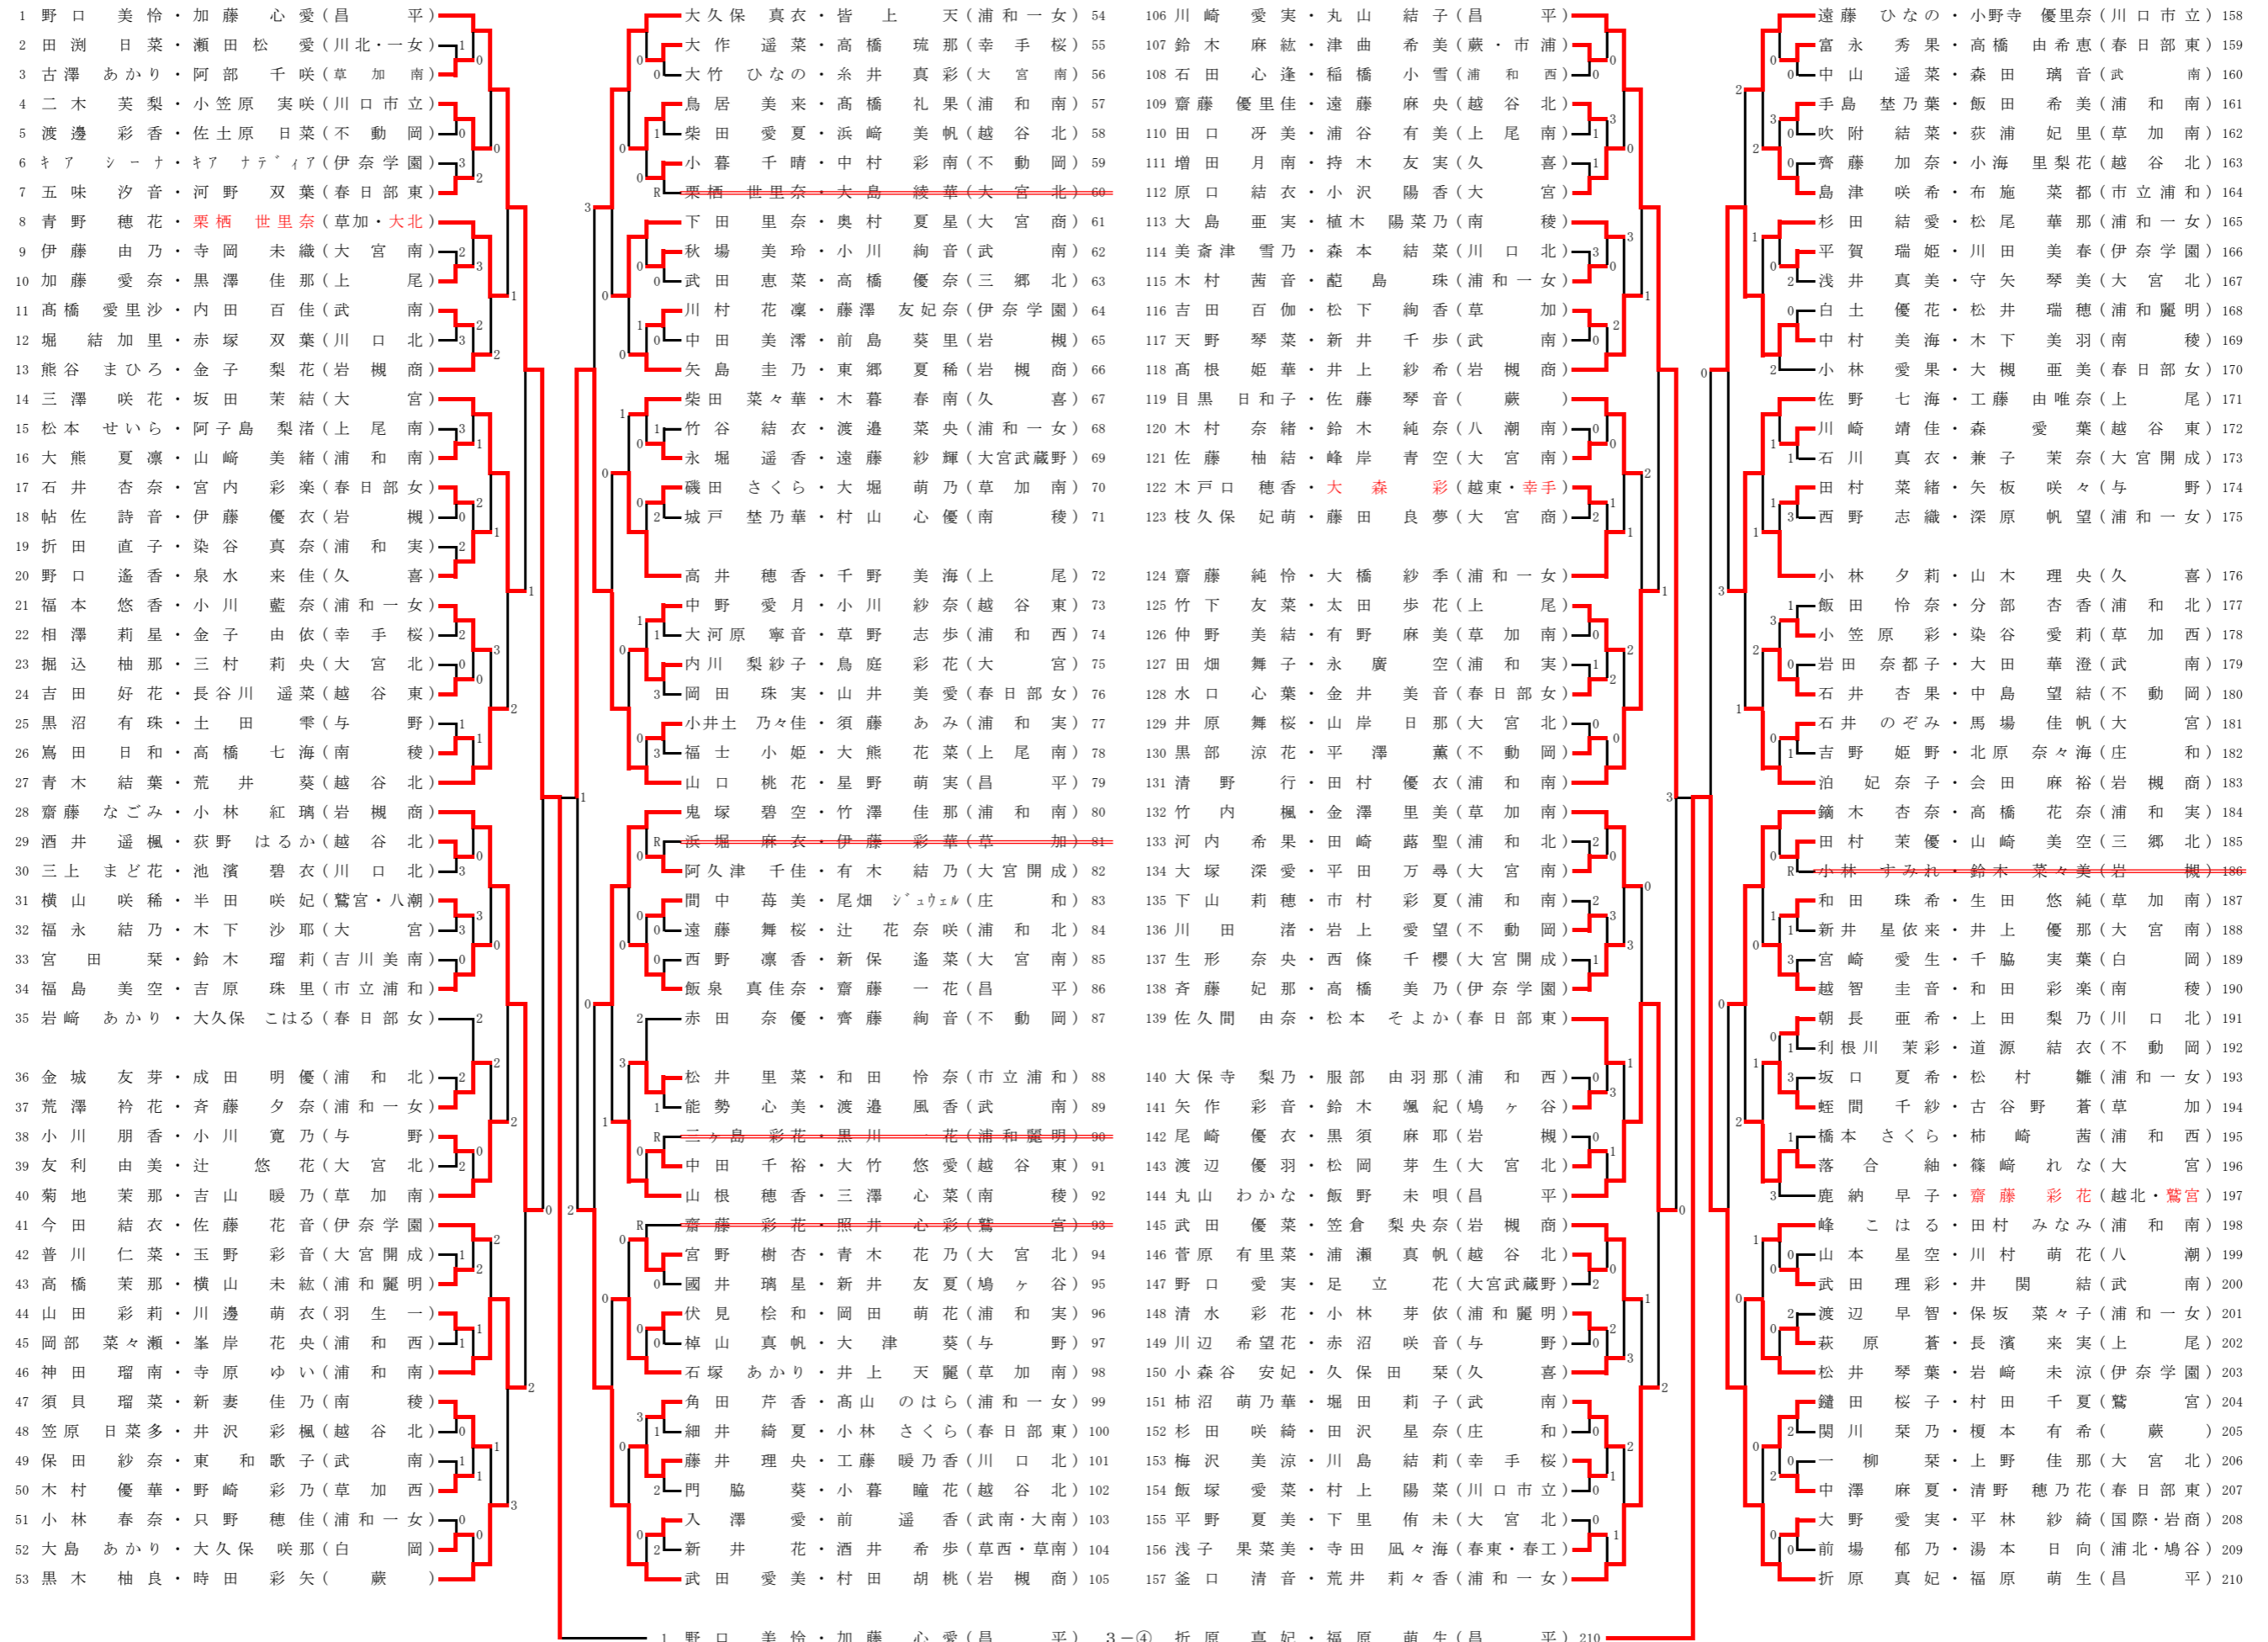 1 野口 美怜・加藤 心愛(昌平)
2 田渕 日菜・瀬田松 愛(川北・一女)
3 古澤 あかり・阿部 千咲(草加南)
4 二木 芙梨・小笠原 実咲(川口市立)
5 渡邊 彩香・佐土原 日菜(不動岡)
6 キア シーナ・キア ナディア(伊奈学園)
7 五味 汐音・河野 双葉(春日部東)
8 青野 穂花・栗栖 世里奈(草加・大北)
9 伊藤 由乃・寺岡 未織(大宮南)
10 加藤 愛奈・黒澤 佳那(上尾)
11 髙橋 愛里沙・内田 百佳(武南)
12 堀 結加里・赤塚 双葉(川口北)
13 熊谷 まひろ・金子 梨花(岩槻商)
14 三澤 咲花・坂田 茉結(大宮)
15 松本 せいら・阿子島 梨渚(上尾南)
16 大熊 夏凛・山﨑 美緒(浦和南)
17 石井 杏奈・宮内 彩楽(春日部女)
18 帖佐 詩音・伊藤 優衣(岩槻)
19 折田 直子・染谷 真奈(浦和実)
20 野口 遙香・泉水 来佳(久喜)
21 福本 悠香・小川 藍奈(浦和一女)
22 相澤 莉星・金子 由依(幸手桜)
23 掘込 柚那・三村 莉央(大宮北)
24 吉田 好花・長谷川 遥菜(越谷東)
25 黒沼 有珠・土田 雫(与野)
26 嶌田 日和・高橋 七海(南稜)
27 青木 結葉・荒井 葵(越谷北)
28 齋藤 なごみ・小林 紅璃(岩槻商)
29 酒井 遥楓・荻野 はるか(越谷北)
30 三上 まど花・池濱 碧衣(川口北)
31 横山 咲稀・半田 咲妃(鷲宮・八潮)
32 福永 結乃・木下 沙耶(大宮)
33 宮田 栞・鈴木 瑠莉(吉川美南)
34 福島 美空・吉原 珠里(市立浦和)
35 岩﨑 あかり・大久保 こはる(春日部女)
36 金城 友芽・成田 明優(浦和北)
37 荒澤 衿花・斉藤 夕奈(浦和一女)
38 小川 朋香・小川 寛乃(与野)
39 友利 由美・辻 悠花(大宮北)
40 菊地 茉那・吉山 暖乃(草加南)
41 今田 結衣・佐藤 花音(伊奈学園)
42 普川 仁菜・玉野 彩音(大宮開成)
43 高橋 茉那・横山 未紘(浦和麗明)
44 山田 彩莉・川邊 萌衣(羽生一)
45 岡部 菜々瀬・峯岸 花央(浦和西)
46 神田 瑠南・寺原 ゆい(浦和南)
47 須貝 瑠菜・新妻 佳乃(南稜)
48 笠原 日菜多・井沢 彩楓(越谷北)
49 保田 紗奈・東 和歌子(武南)
50 木村 優華・野崎 彩乃(草加西)
51 小林 春奈・只野 穂佳(浦和一女)
52 大島 あかり・大久保 咲那(白岡)
53 黒木 柚良・時田 彩矢(蕨)
大久保 真衣・皆上 天(浦和一女) 54
大作 遥菜・高橋 琉那(幸手桜) 55
大竹 ひなの・糸井 真彩(大宮南) 56
鳥居 美来・髙橋 礼果(浦和南) 57
柴田 愛夏・浜﨑 美帆(越谷北) 58
小暮 千晴・中村 彩南(不動岡) 59
栗栖 世里奈・大島 綾華(大宮北) 60
下田 里奈・奥村 夏星(大宮商) 61
秋場 美玲・小川 絢音(武南) 62
武田 恵菜・高橋 優奈(三郷北) 63
川村 花凜・藤澤 友妃奈(伊奈学園) 64
中田 美澪・前島 葵里(岩槻) 65
矢島 圭乃・東郷 夏稀(岩槻商) 66
柴田 菜々華・木暮 春南(久喜) 67
竹谷 結衣・渡邉 菜央(浦和一女) 68
永堀 遥香・遠藤 紗輝(大宮武蔵野) 69
磯田 さくら・大堀 萌乃(草加南) 70
城戸 埜乃華・村山 心優(南稜) 71
高井 穂香・千野 美海(上尾) 72
中野 愛月・小川 紗奈(越谷東) 73
大河原 寧音・草野 志歩(浦和西) 74
内川 梨紗子・鳥庭 彩花(大宮) 75
岡田 珠実・山井 美愛(春日部女) 76
小井土 乃々佳・須藤 あみ(浦和実) 77
福士 小姫・大熊 花菜(上尾南) 78
山口 桃花・星野 萌実(昌平) 79
鬼塚 碧空・竹澤 佳那(浦和南) 80
浜堀 麻衣・伊藤 彩華(草加) 81
阿久津 千佳・有木 結乃(大宮開成) 82
間中 苺美・尾畑 ジュウェル(庄和) 83
遠藤 舞桜・辻 花奈咲(浦和北) 84
西野 凛香・新保 遙菜(大宮南) 85
飯泉 真佳奈・齋藤 一花(昌平) 86
赤田 奈優・齊藤 絢音(不動岡) 87
松井 里菜・和田 怜奈(市立浦和) 88
能勢 心美・渡邉 風香(武南) 89
三ヶ島 彩花・黒川 一花(浦和麗明) 90
中田 千裕・大竹 悠愛(越谷東) 91
山根 穂香・三澤 心菜(南稜) 92
齋藤 彩花・照井 心彩(鷲宮) 93
宮野 樹杏・青木 花乃(大宮北) 94
國井 璃星・新井 友夏(鳩ヶ谷) 95
伏見 桧和・岡田 萌花(浦和実) 96
棹山 真帆・大津 葵(与野) 97
石塚 あかり・井上 天麗(草加南) 98
角田 芹香・髙山 のはら(浦和一女) 99
細井 綺夏・小林 さくら(春日部東) 100
藤井 理央・工藤 暖乃香(川口北) 101
門脇 葵・小暮 瞳花(越谷北) 102
入澤 愛・前 遥香(武南・大南) 103
新井 花・酒井 希歩(草西・草南) 104
武田 愛美・村田 胡桃(岩槻商) 105
106 川崎 愛実・丸山 結子(昌平)
107 鈴木 麻紘・津曲 希美(蕨・市浦)
108 石田 心逢・稲橋 小雪(浦和西)
109 齋藤 優里佳・遠藤 麻央(越谷北)
110 田口 冴美・浦谷 有美(上尾南)
111 増田 月南・持木 友実(久喜)
112 原口 結衣・小沢 陽香(大宮)
113 大島 亜実・植木 陽菜乃(南稜)
114 美斎津 雪乃・森本 結菜(川口北)
115 木村 茜音・蓜島 珠(浦和一女)
116 吉田 百伽・松下 絢香(草加)
117 天野 琴菜・新井 千歩(武南)
118 髙根 姫華・井上 紗希(岩槻商)
119 目黒 日和子・佐藤 琴音(蕨)
120 木村 奈緒・鈴木 純奈(八潮南)
121 佐藤 柚結・峰岸 青空(大宮南)
122 木戸口 穂香・大森 彩(越東・幸手)
123 枝久保 妃萌・藤田 良夢(大宮商)
124 齋藤 純怜・大橋 紗季(浦和一女)
125 竹下 友菜・太田 歩花(上尾)
126 仲野 美結・有野 麻美(草加南)
127 田畑 舞子・永廣 空(浦和実)
128 水口 心葉・金井 美音(春日部女)
129 井原 舞桜・山岸 日那(大宮北)
130 黒部 涼花・平澤 薫(不動岡)
131 清野 行・田村 優衣(浦和南)
132 竹内 楓・金澤 里美(草加南)
133 河内 希果・田崎 蕗聖(浦和北)
134 大塚 深愛・平田 万尋(大宮南)
135 下山 莉穂・市村 彩夏(浦和南)
136 川田 渚・岩上 愛望(不動岡)
137 生形 奈央・西條 千櫻(大宮開成)
138 斉藤 妃那・高橋 美乃(伊奈学園)
139 佐久間 由奈・松本 そよか(春日部東)
140 大保寺 梨乃・服部 由羽那(浦和西)
141 矢作 彩音・鈴木 颯紀(鳩ヶ谷)
142 尾崎 優衣・黒須 麻耶(岩槻)
143 渡辺 優羽・松岡 芽生(大宮北)
144 丸山 わかな・飯野 未唄(昌平)
145 武田 優菜・笠倉 梨央奈(岩槻商)
146 菅原 有里菜・浦瀬 真帆(越谷北)
147 野口 愛実・足立 花(大宮武蔵野)
148 清水 彩花・小林 芽依(浦和麗明)
149 川辺 希望花・赤沼 咲音(与野)
150 小森谷 安妃・久保田 栞(久喜)
151 柿沼 萌乃華・堀田 莉子(武南)
152 杉田 咲綺・田沢 星奈(庄和)
153 梅沢 美涼・川島 結莉(幸手桜)
154 飯塚 愛菜・村上 陽菜(川口市立)
155 平野 夏美・下里 侑未(大宮北)
156 浅子 果菜美・寺田 凪々海(春東・春工)
157 釜口 清音・荒井 莉々香(浦和一女)
遠藤 ひなの・小野寺 優里奈(川口市立) 158
富永 秀果・高橋 由希恵(春日部東) 159
中山 遥菜・森田 璃音(武南) 160
手島 埜乃葉・飯田 希美(浦和南) 161
吹附 結菜・荻浦 妃里(草加南) 162
齊藤 加奈・小海 里梨花(越谷北) 163
島津 咲希・布施 菜都(市立浦和) 164
杉田 結愛・松尾 華那(浦和一女) 165
平賀 瑞姫・川田 美春(伊奈学園) 166
浅井 真美・守矢 琴美(大宮北) 167
白土 優花・松井 瑞穂(浦和麗明) 168
中村 美海・木下 美羽(南稜) 169
小林 愛果・大槻 亜美(春日部女) 170
佐野 七海・工藤 由唯奈(上尾) 171
川崎 靖佳・森 愛葉(越谷東) 172
石川 真衣・兼子 茉奈(大宮開成) 173
田村 菜緒・矢板 咲々(与野) 174
西野 志織・深原 帆望(浦和一女) 175
小林 夕莉・山木 理央(久喜) 176
飯田 怜奈・分部 杏香(浦和北) 177
小笠原 彩・染谷 愛莉(草加西) 178
岩田 奈都子・大田 華澄(武南) 179
石井 杏果・中島 望結(不動岡) 180
石井 のぞみ・馬場 佳帆(大宮) 181
吉野 姫野・北原 奈々海(庄和) 182
泊 妃奈子・会田 麻裕(岩槻商) 183
鏑木 杏奈・高橋 花奈(浦和実) 184
田村 茉優・山崎 美空(三郷北) 185
小林 すみれ・鈴木 菜々美(岩槻) 186
和田 珠希・生田 悠純(草加南) 187
新井 星依来・井上 優那(大宮南) 188
宮崎 愛生・千脇 実葉(白岡) 189
越智 圭音・和田 彩楽(南稜) 190
朝長 亜希・上田 梨乃(川口北) 191
利根川 茉彩・道源 結衣(不動岡) 192
坂口 夏希・松村 雛(浦和一女) 193
蛭間 千紗・古谷野 蒼(草加) 194
橋本 さくら・柿崎 茜(浦和西) 195
落合 紬・篠﨑 れな(大宮) 196
鹿納 早子・齋藤 彩花(越北・鷲宮) 197
峰 こはる・田村 みなみ(浦和南) 198
山本 星空・川村 萌花(八潮) 199
武田 理彩・井関 結(武南) 200
渡辺 早智・保坂 菜々子(浦和一女) 201
萩原 蒼・長濱 来実(上尾) 202
松井 琴葉・岩﨑 未涼(伊奈学園) 203
鑓田 桜子・村田 千夏(鷲宮) 204
関川 栞乃・榎本 有希(蕨) 205
一柳 栞・上野 佳那(大宮北) 206
中澤 麻夏・清野 穂乃花(春日部東) 207
大野 愛実・平林 紗綺(国際・岩商) 208
前場 郁乃・湯本 日向(浦北・鳩谷) 209
折原 真妃・福原 萌生(昌平) 210
1 野口 美怜・加藤 心愛(昌平) 3－④ 折原 真妃・福原 萌生(昌平) 210